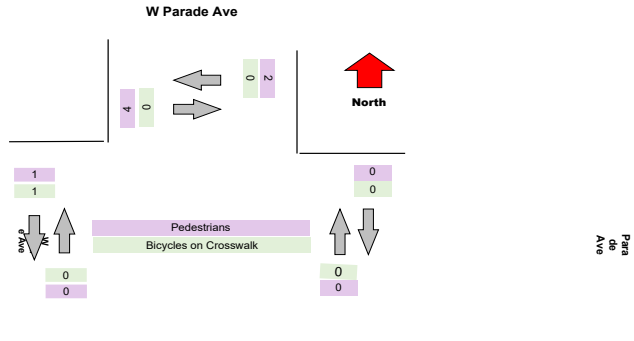 W Parade Ave
0 2
4 0
North
1
1
0
0
W
e Ave
Pedestrians
Bicycles on Crosswalk
0
0
0
0
Para
de
Ave